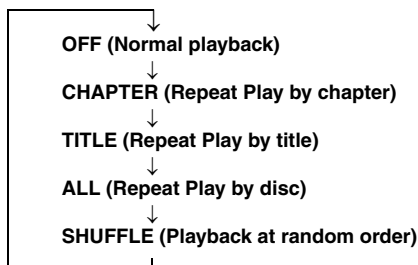 OFF (Normal playback)
CHAPTER (Repeat Play by chapter)
TITLE (Repeat Play by title)
ALL (Repeat Play by disc)
SHUFFLE (Playback at random order)